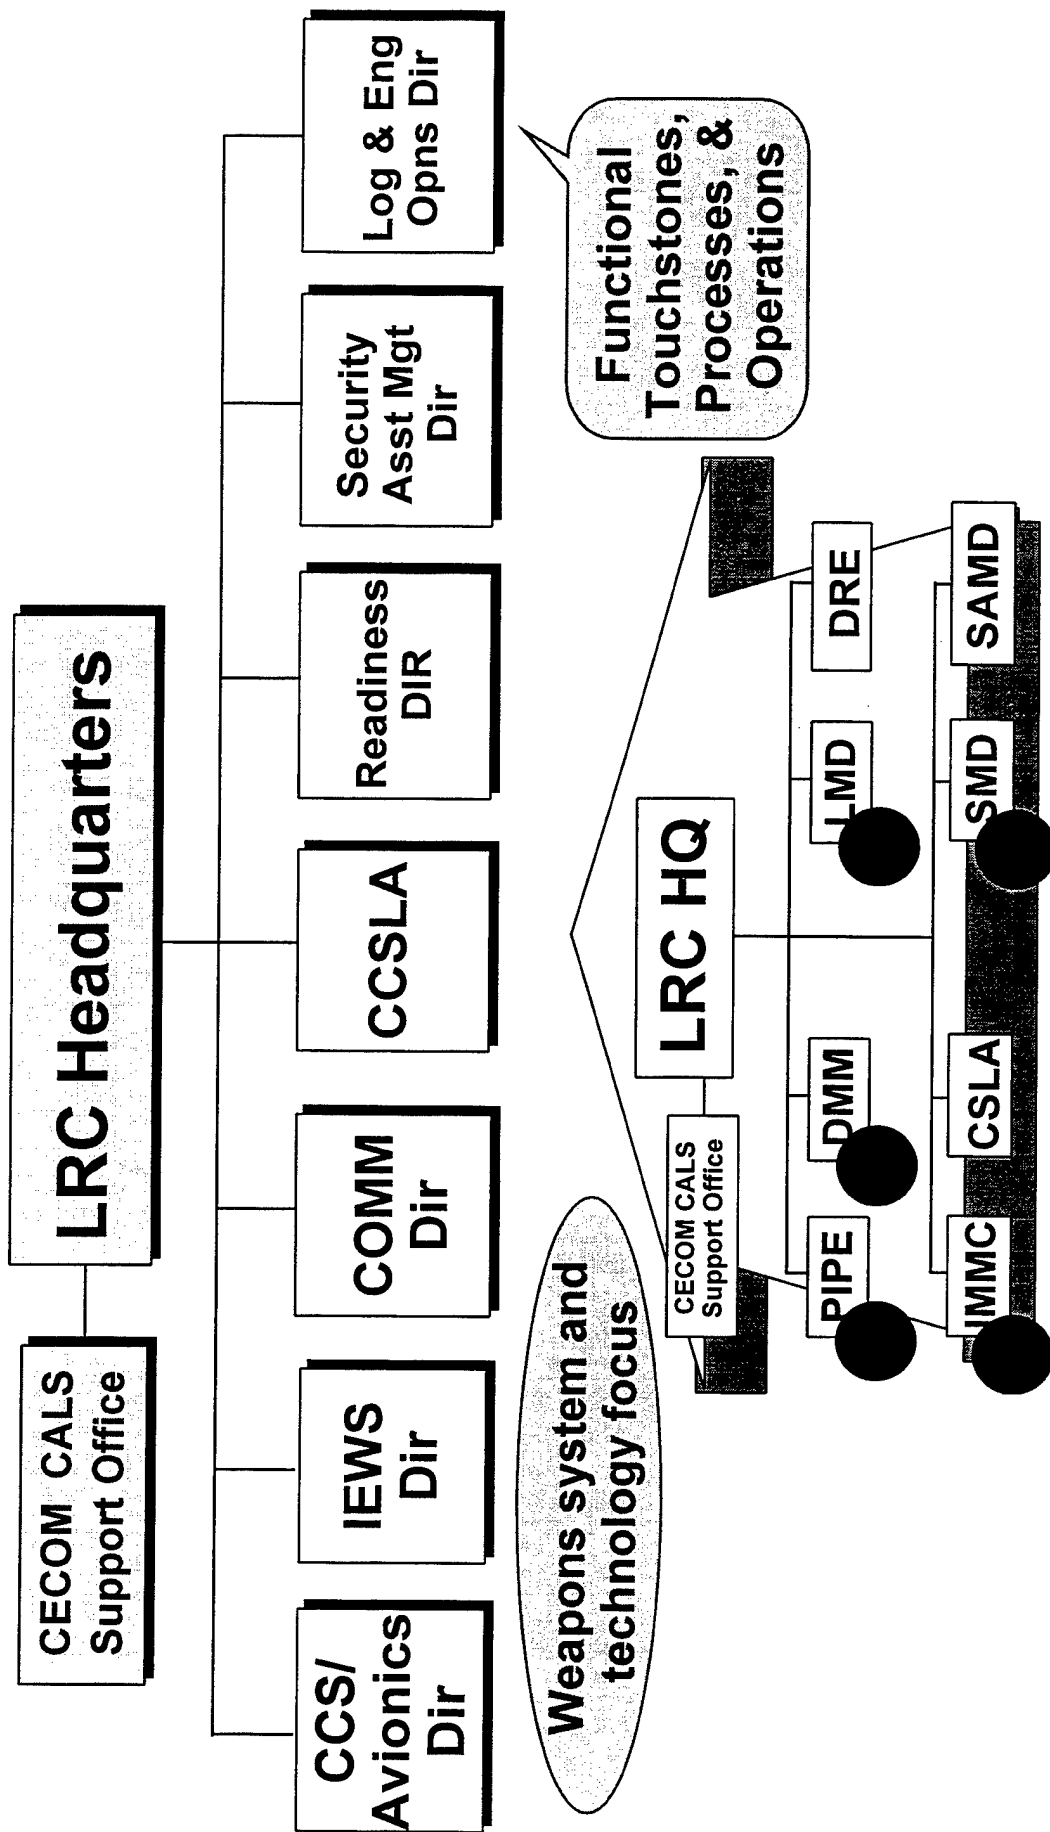 LRC Headquarters
CECOM CALS
Support Office
CCS/
Avionics
Dir
IEWS
Dir
COMM
Dir
CCSLA
Readiness
DIR
Security
Asst Mgt
Dir
Log & Eng
Opns Dir
Weapons system and
technology focus
Functional
Touchstones,
Processes, &
Operations
LRC HQ
CECOM CALS
Support Office
PIPE
DMM
LMD
DRE
IMMC
CSLA
SMD
SAMD